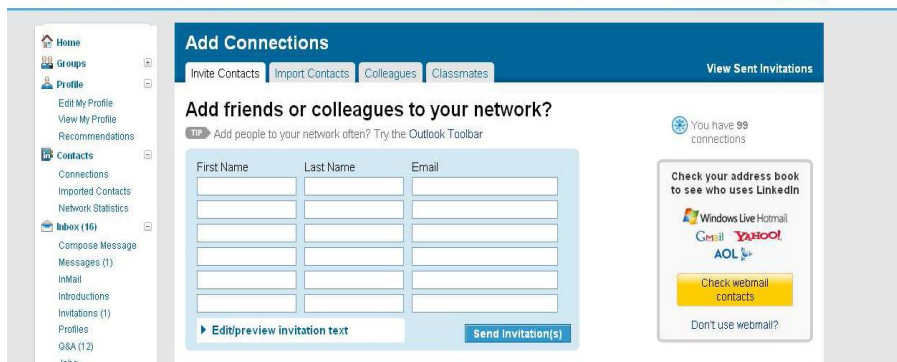 Home
Groups
Profile
Edit My Profile
View My Profile
Recommendations
Contacts
Connections
Imported Contacts
Network Statistics
Inbox (16)
Compose Message
Messages (1)
InMail
Introductions
Invitations (1)
Profiles
Q&A (12)
Jobs
Add Connections
Invite Contacts Import Contacts Colleagues Classmates
View Sent Invitations
Add friends or colleagues to your network?
TIP Add people to your network often? Try the Outlook Toolbar
First Name Last Name Email
Edit/preview invitation text
Send Invitation(s)
You have 99
connections
Check your address book
to see who uses LinkedIn
Windows Live Hotmail
Gmail YAHOO!
AOL
Check webmail
contacts
Don't use webmail?